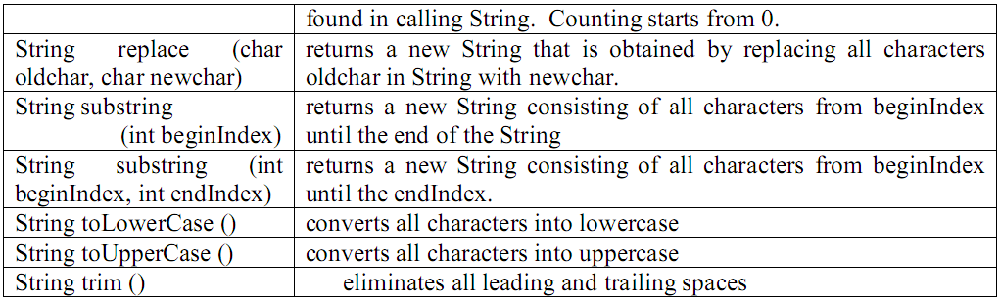 found in calling String.  Counting starts from 0.
String replace (char
oldchar, char newchar)
returns a new String that is obtained by replacing all characters
oldchar in String with newchar.
String substring
(int beginIndex)
returns a new String consisting of all characters from beginIndex
until the end of the String
String substring (int
beginIndex, int endIndex)
returns a new String consisting of all characters from beginIndex
until the endIndex.
String toLowerCase ()
converts all characters into lowercase
String toUpperCase ()
converts all characters into uppercase
String trim ()
eliminates all leading and trailing spaces